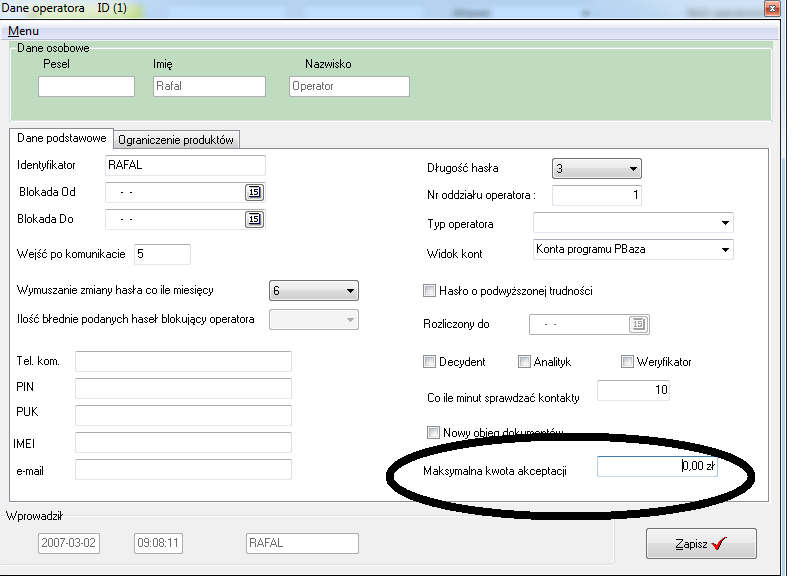 Dane operatora ID (1)
Menu
Dane osobowe
Pesel Imię Nazwisko
Rafal Operator
Dane podstawowe Ograniczenie produktów
Identyfikator RAFAL
Długość hasła 3
Blokada Od - - 15
Nr oddziału operatora : 1
Blokada Do - - 15
Typ operatora
Wejść po komunikacie 5
Widok kont Konta programu PBaza
Wymuszanie zmiany hasła co ile miesięcy 6
Hasło o podwyższonej trudności
Ilość błednie podanych haseł blokujący operatora
Rozliczony do - - 15
Tel. kom.
Decydent Analityk Weryfikator
PIN
Co ile minut sprawdzać kontakty 10
PUK
Nowy obieg dokumentów
IMEI
e-mail
Maksymalna kwota akceptacji 0,00 zł
Wprowadził
2007-03-02 09:08:11 RAFAL
Zapisz